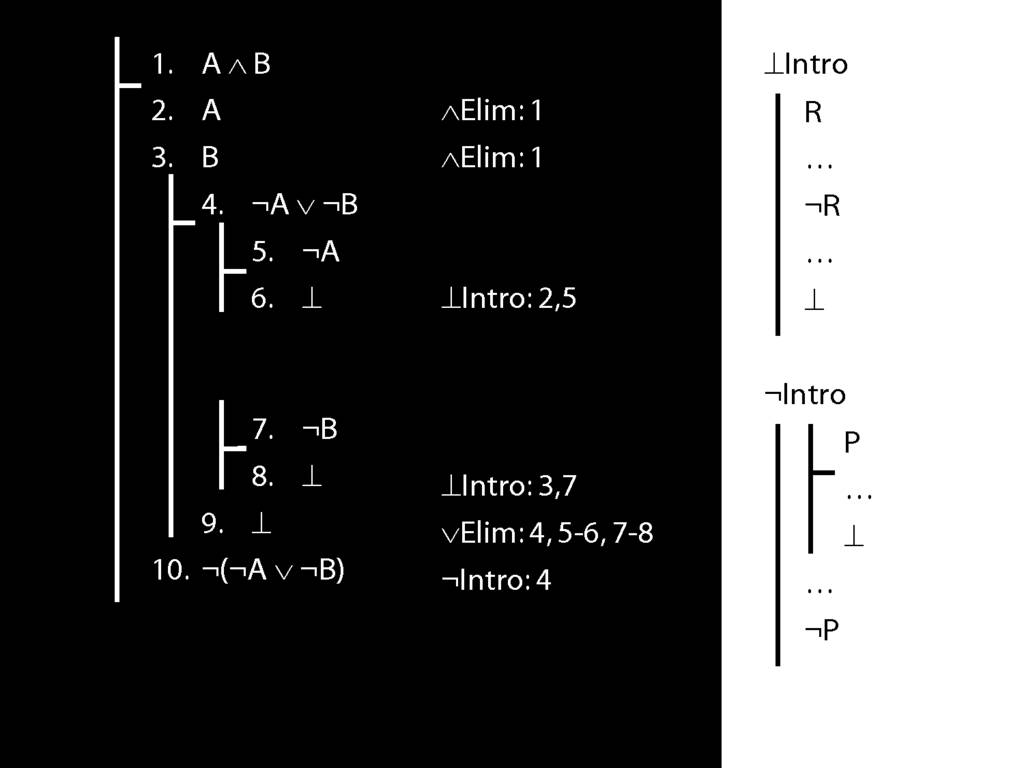 1. A ∧ B
2. A ∧Elim: 1
3. B ∧Elim: 1
4. ¬A ∨ ¬B
5. ¬A
6. ⊥ ⊥Intro: 2,5
7. ¬B
8. ⊥ ⊥Intro: 3,7
9. ⊥ ∨Elim: 4, 5-6, 7-8
10. ¬(¬A ∨ ¬B) ¬Intro: 4
⊥Intro
R
...
¬R
...
⊥
¬Intro
P
...
⊥
...
¬P